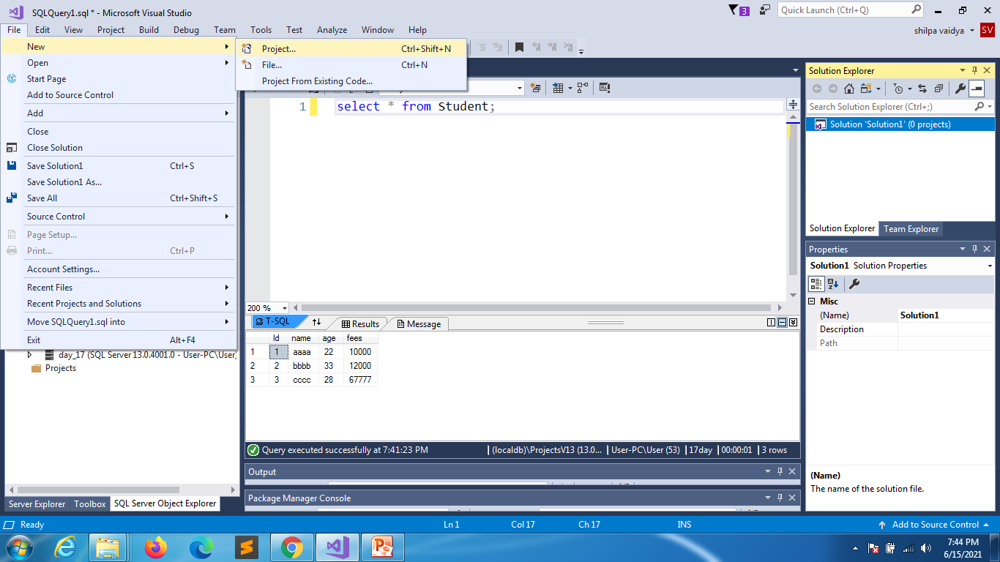 SQLQuery1.sql * - Microsoft Visual Studio
3
Quick Launch (Ctrl+Q)
File Edit View Project Build Debug Team Tools Test Analyze Window Help
shilpa vaidya SV
New
Open
Start Page
Add to Source Control
Add
Close
Close Solution
Save Solution1 Ctrl+S
Save Solution1 As...
Save All Ctrl+Shift+S
Source Control
Page Setup...
Print... Ctrl+P
Account Settings...
Recent Files
Recent Projects and Solutions
Move SQLQuery1.sql into
Exit Alt+F4
Project... Ctrl+Shift+N
File... Ctrl+N
Project From Existing Code...
day_17 (SQL Server 13.0.4001.0 - User-PC\User)
Projects
Server Explorer Toolbox SQL Server Object Explorer
1 select * from Student;
200 %
T-SQL Results Message
Id name age fees
1 1 aaaa 22 10000
2 2 bbbb 33 12000
3 3 cccc 28 67777
Query executed successfully at 7:41:23 PM (localdb)\ProjectsV13 (13.0... User-PC\User (53) 17day 00:00:01 3 rows
Output
Package Manager Console
Solution Explorer
Search Solution Explorer (Ctrl+;)
Solution 'Solution1' (0 projects)
Solution Explorer Team Explorer
Properties
Solution1 Solution Properties
Misc
(Name) Solution1
Description
Path
(Name)
The name of the solution file.
Ready Ln 1 Col 17 Ch 17 INS Add to Source Control
7:44 PM
6/15/2021